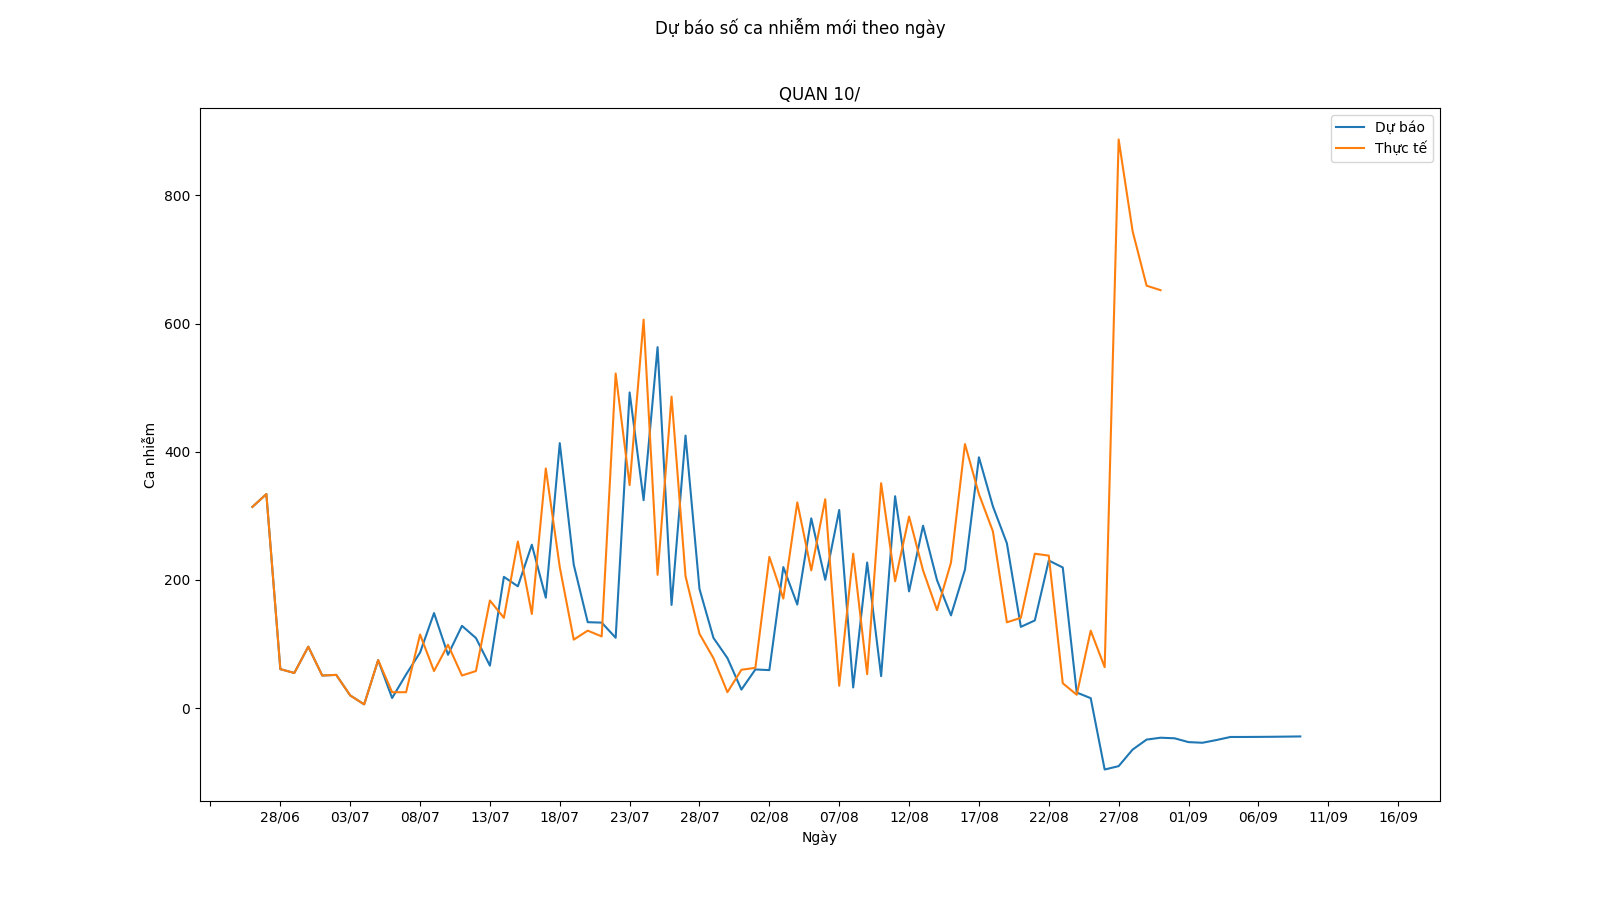 Dự báo số ca nhiễm mới theo ngày
QUAN 10/
Dự báo
Thực tế
800
600
400
200
0
Ca nhiễm
28/06 03/07 08/07 13/07 18/07 23/07 28/07 02/08 07/08 12/08 17/08 22/08 27/08 01/09 06/09 11/09 16/09
Ngày